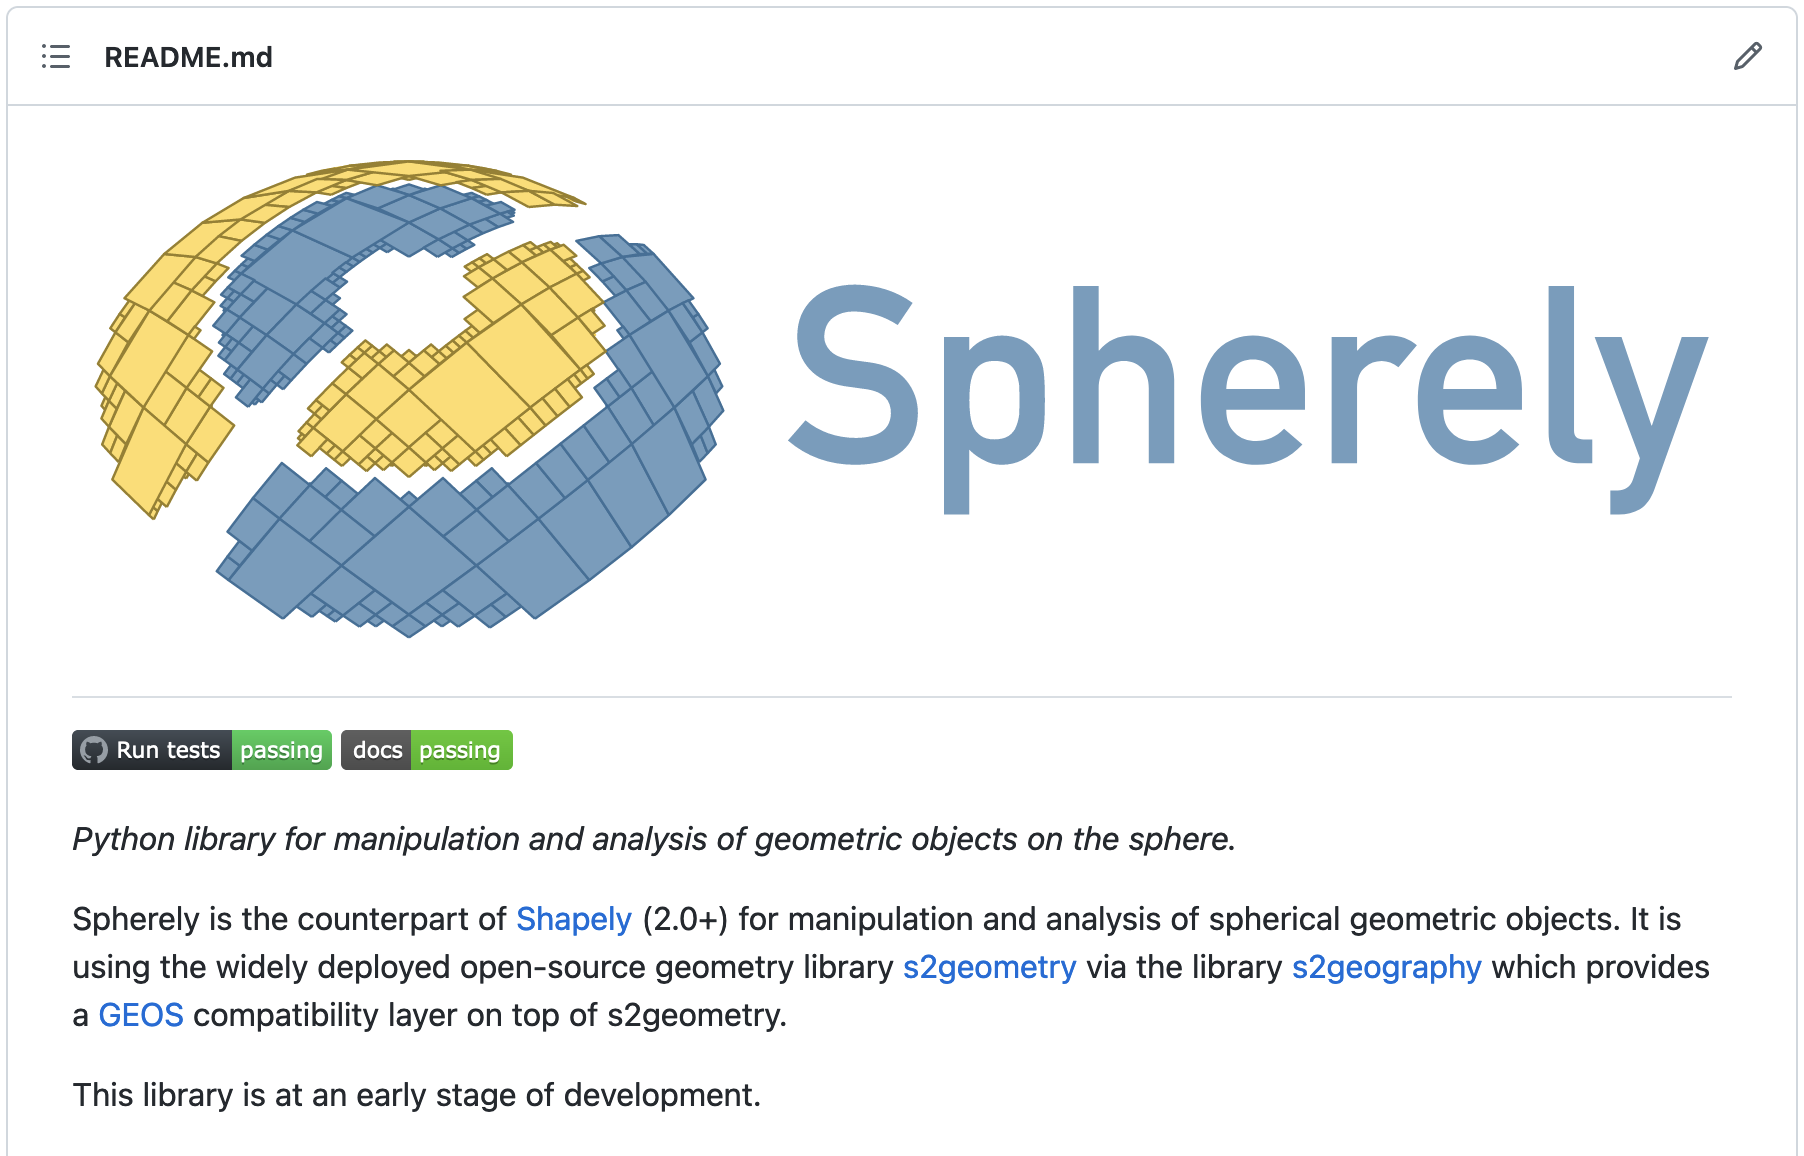 README.md
Spherely
Run tests passing docs passing
Python library for manipulation and analysis of geometric objects on the sphere.
Spherely is the counterpart of Shapely (2.0+) for manipulation and analysis of spherical geometric objects. It is
using the widely deployed open-source geometry library s2geometry via the library s2geography which provides
a GEOS compatibility layer on top of s2geometry.
This library is at an early stage of development.